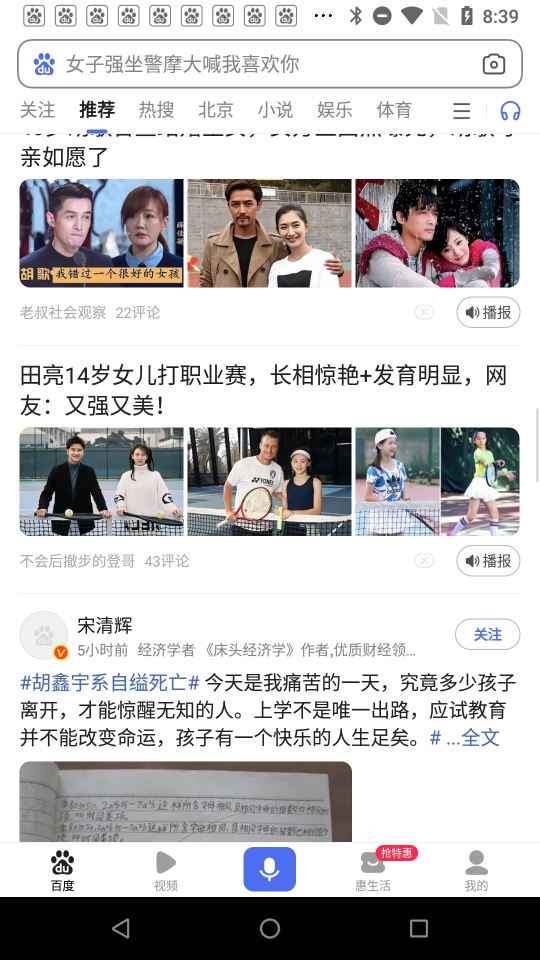 8:39
女子强坐警摩大喊我喜欢你
关注 推荐 热搜 北京 小说 娱乐 体育
亲如愿了
胡歌 我错过一个很好的女孩
老叔社会观察 22评论 播报
田亮14岁女儿打职业赛，长相惊艳+发育明显，网
友：又强又美！
YONEX
不会后撤步的登哥 43评论 播报
宋清辉
5小时前 经济学者 《床头经济学》作者,优质财经领...
关注
#胡鑫宇系自缢死亡# 今天是我痛苦的一天，究竟多少孩子
离开，才能惊醒无知的人。上学不是唯一出路，应试教育
并不能改变命运，孩子有一个快乐的人生足矣。# ...全文
抢特惠
百度 视频 惠生活 我的